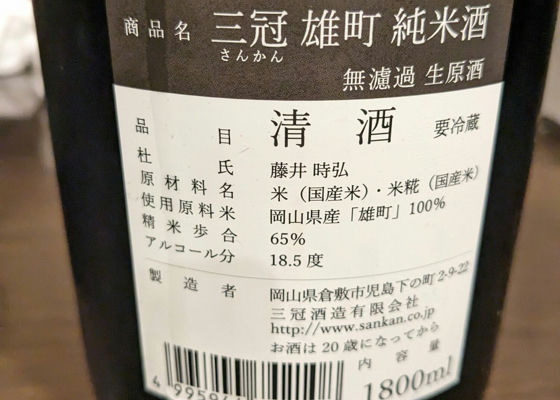 商品名 三冠 雄町 純米酒
さんかん
無濾過 生原酒
品目 清酒 要冷蔵
杜氏 藤井 時弘
原材料名 米（国産米）・米糀（国産米）
使用原料米 岡山県産「雄町」100%
精米歩合 65%
アルコール分 18.5 度
製造者 岡山県倉敷市児島下の町 2-9-22
三冠酒造有限会社
http://www.sankan.co.jp
お酒は 20 歳になってから
内容量
1800ml